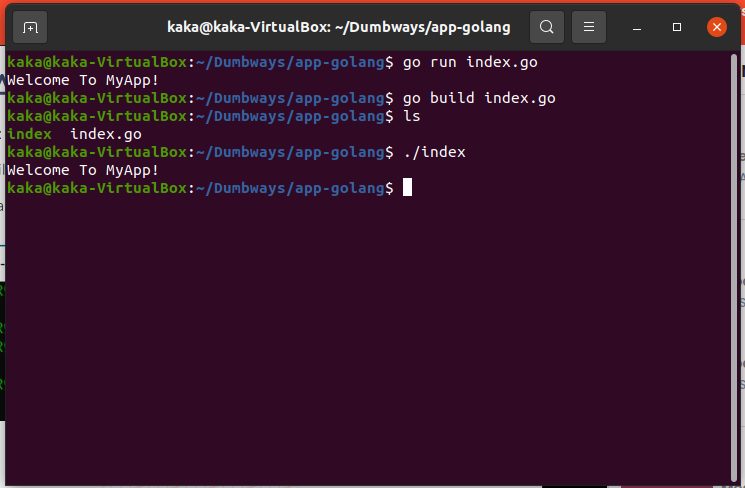 kaka@kaka-VirtualBox: ~/Dumbways/app-golang
kaka@kaka-VirtualBox:~/Dumbways/app-golang$ go run index.go
Welcome To MyApp!
kaka@kaka-VirtualBox:~/Dumbways/app-golang$ go build index.go
kaka@kaka-VirtualBox:~/Dumbways/app-golang$ ls
index  index.go
kaka@kaka-VirtualBox:~/Dumbways/app-golang$ ./index
Welcome To MyApp!
kaka@kaka-VirtualBox:~/Dumbways/app-golang$